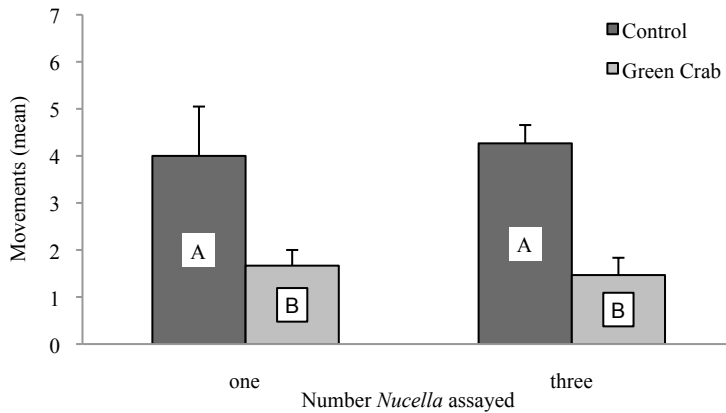 7
6
5
4
3
2
1
0
Movements (mean)
Control
Green Crab
A
B
A
B
one three
Number Nucella assayed